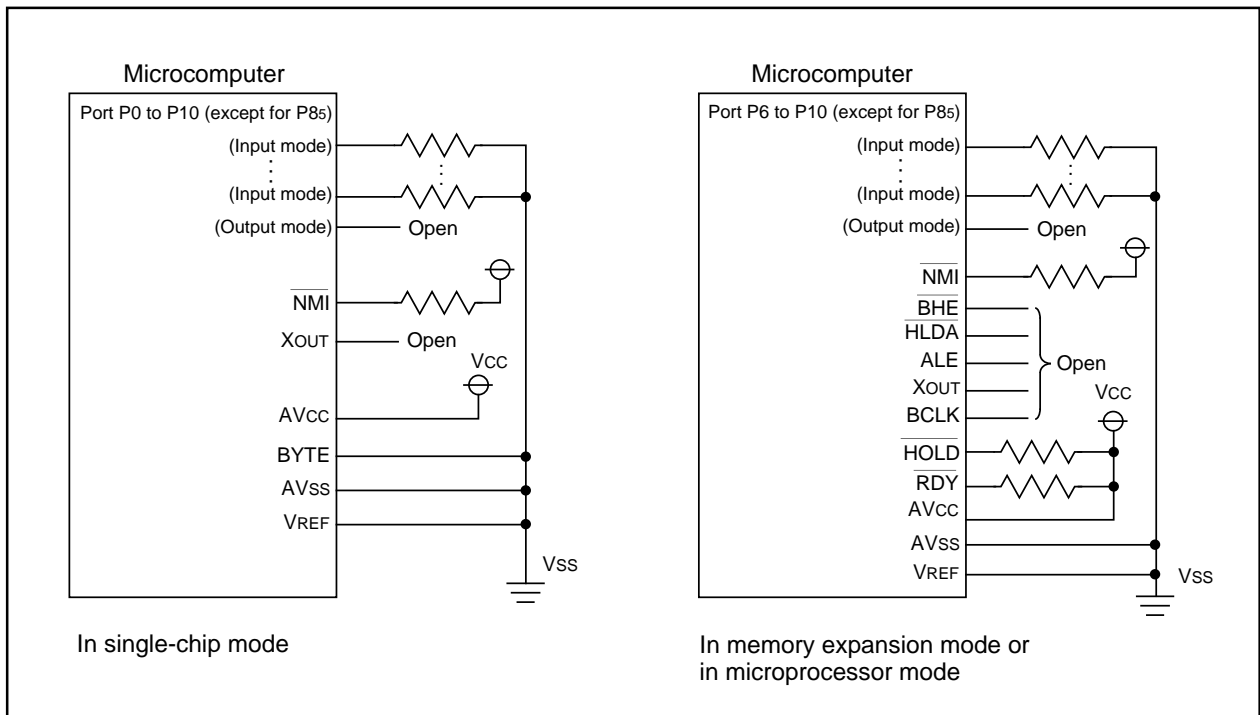 Microcomputer
Port P0 to P10 (except for P85)
(Input mode)
(Input mode)
(Output mode)
Open
NMI
XOUT
Open
VCC
AVCC
BYTE
AVSS
VREF
VSS
In single-chip mode
Microcomputer
Port P6 to P10 (except for P85)
(Input mode)
(Input mode)
(Output mode)
Open
NMI
BHE
HLDA
ALE
Open
XOUT
BCLK
VCC
HOLD
RDY
AVCC
AVSS
VREF
VSS
In memory expansion mode or
in microprocessor mode